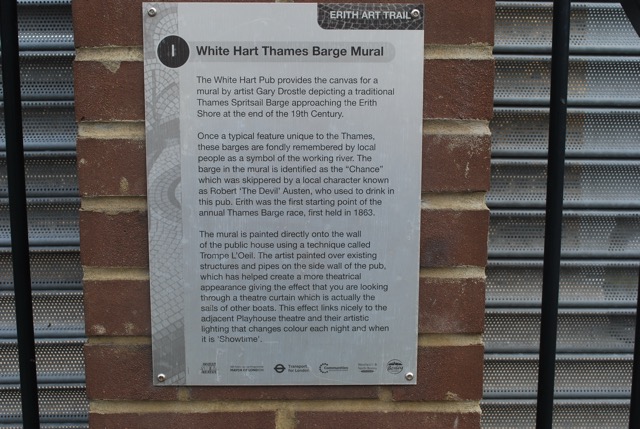 ERITH ART TRAIL
1 White Hart Thames Barge Mural
The White Hart Pub provides the canvas for a
mural by artist Gary Drostle depicting a traditional
Thames Spritsail Barge approaching the Erith
Shore at the end of the 19th Century.
Once a typical feature unique to the Thames,
these barges are fondly remembered by local
people as a symbol of the working river. The
barge in the mural is identified as the “Chance”
which was skippered by a local character known
as Robert ‘The Devil’ Austen, who used to drink in
this pub. Erith was the first starting point of the
annual Thames Barge race, first held in 1863.
The mural is painted directly onto the wall
of the public house using a technique called
Trompe L’Oeil. The artist painted over existing
structures and pipes on the side wall of the pub,
which has helped create a more theatrical
appearance giving the effect that you are looking
through a theatre curtain which is actually the
sails of other boats. This effect links nicely to the
adjacent Playhouse theatre and their artistic
lighting that changes colour each night and when
it is ‘Showtime’.
Transport
for London
Communities